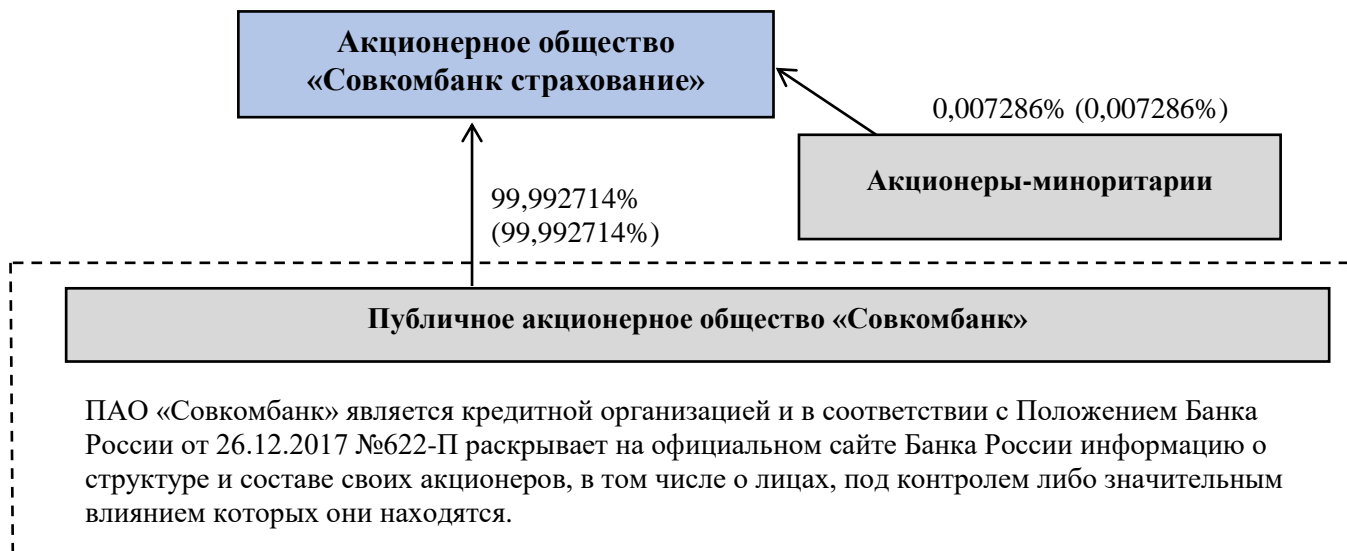 Акционерное общество
«Совкомбанк страхование»
0,007286% (0,007286%)
Акционеры-миноритарии
99,992714%
(99,992714%)
Публичное акционерное общество «Совкомбанк»
ПАО «Совкомбанк» является кредитной организацией и в соответствии с Положением Банка
России от 26.12.2017 №622-П раскрывает на официальном сайте Банка России информацию о
структуре и составе своих акционеров, в том числе о лицах, под контролем либо значительным
влиянием которых они находятся.